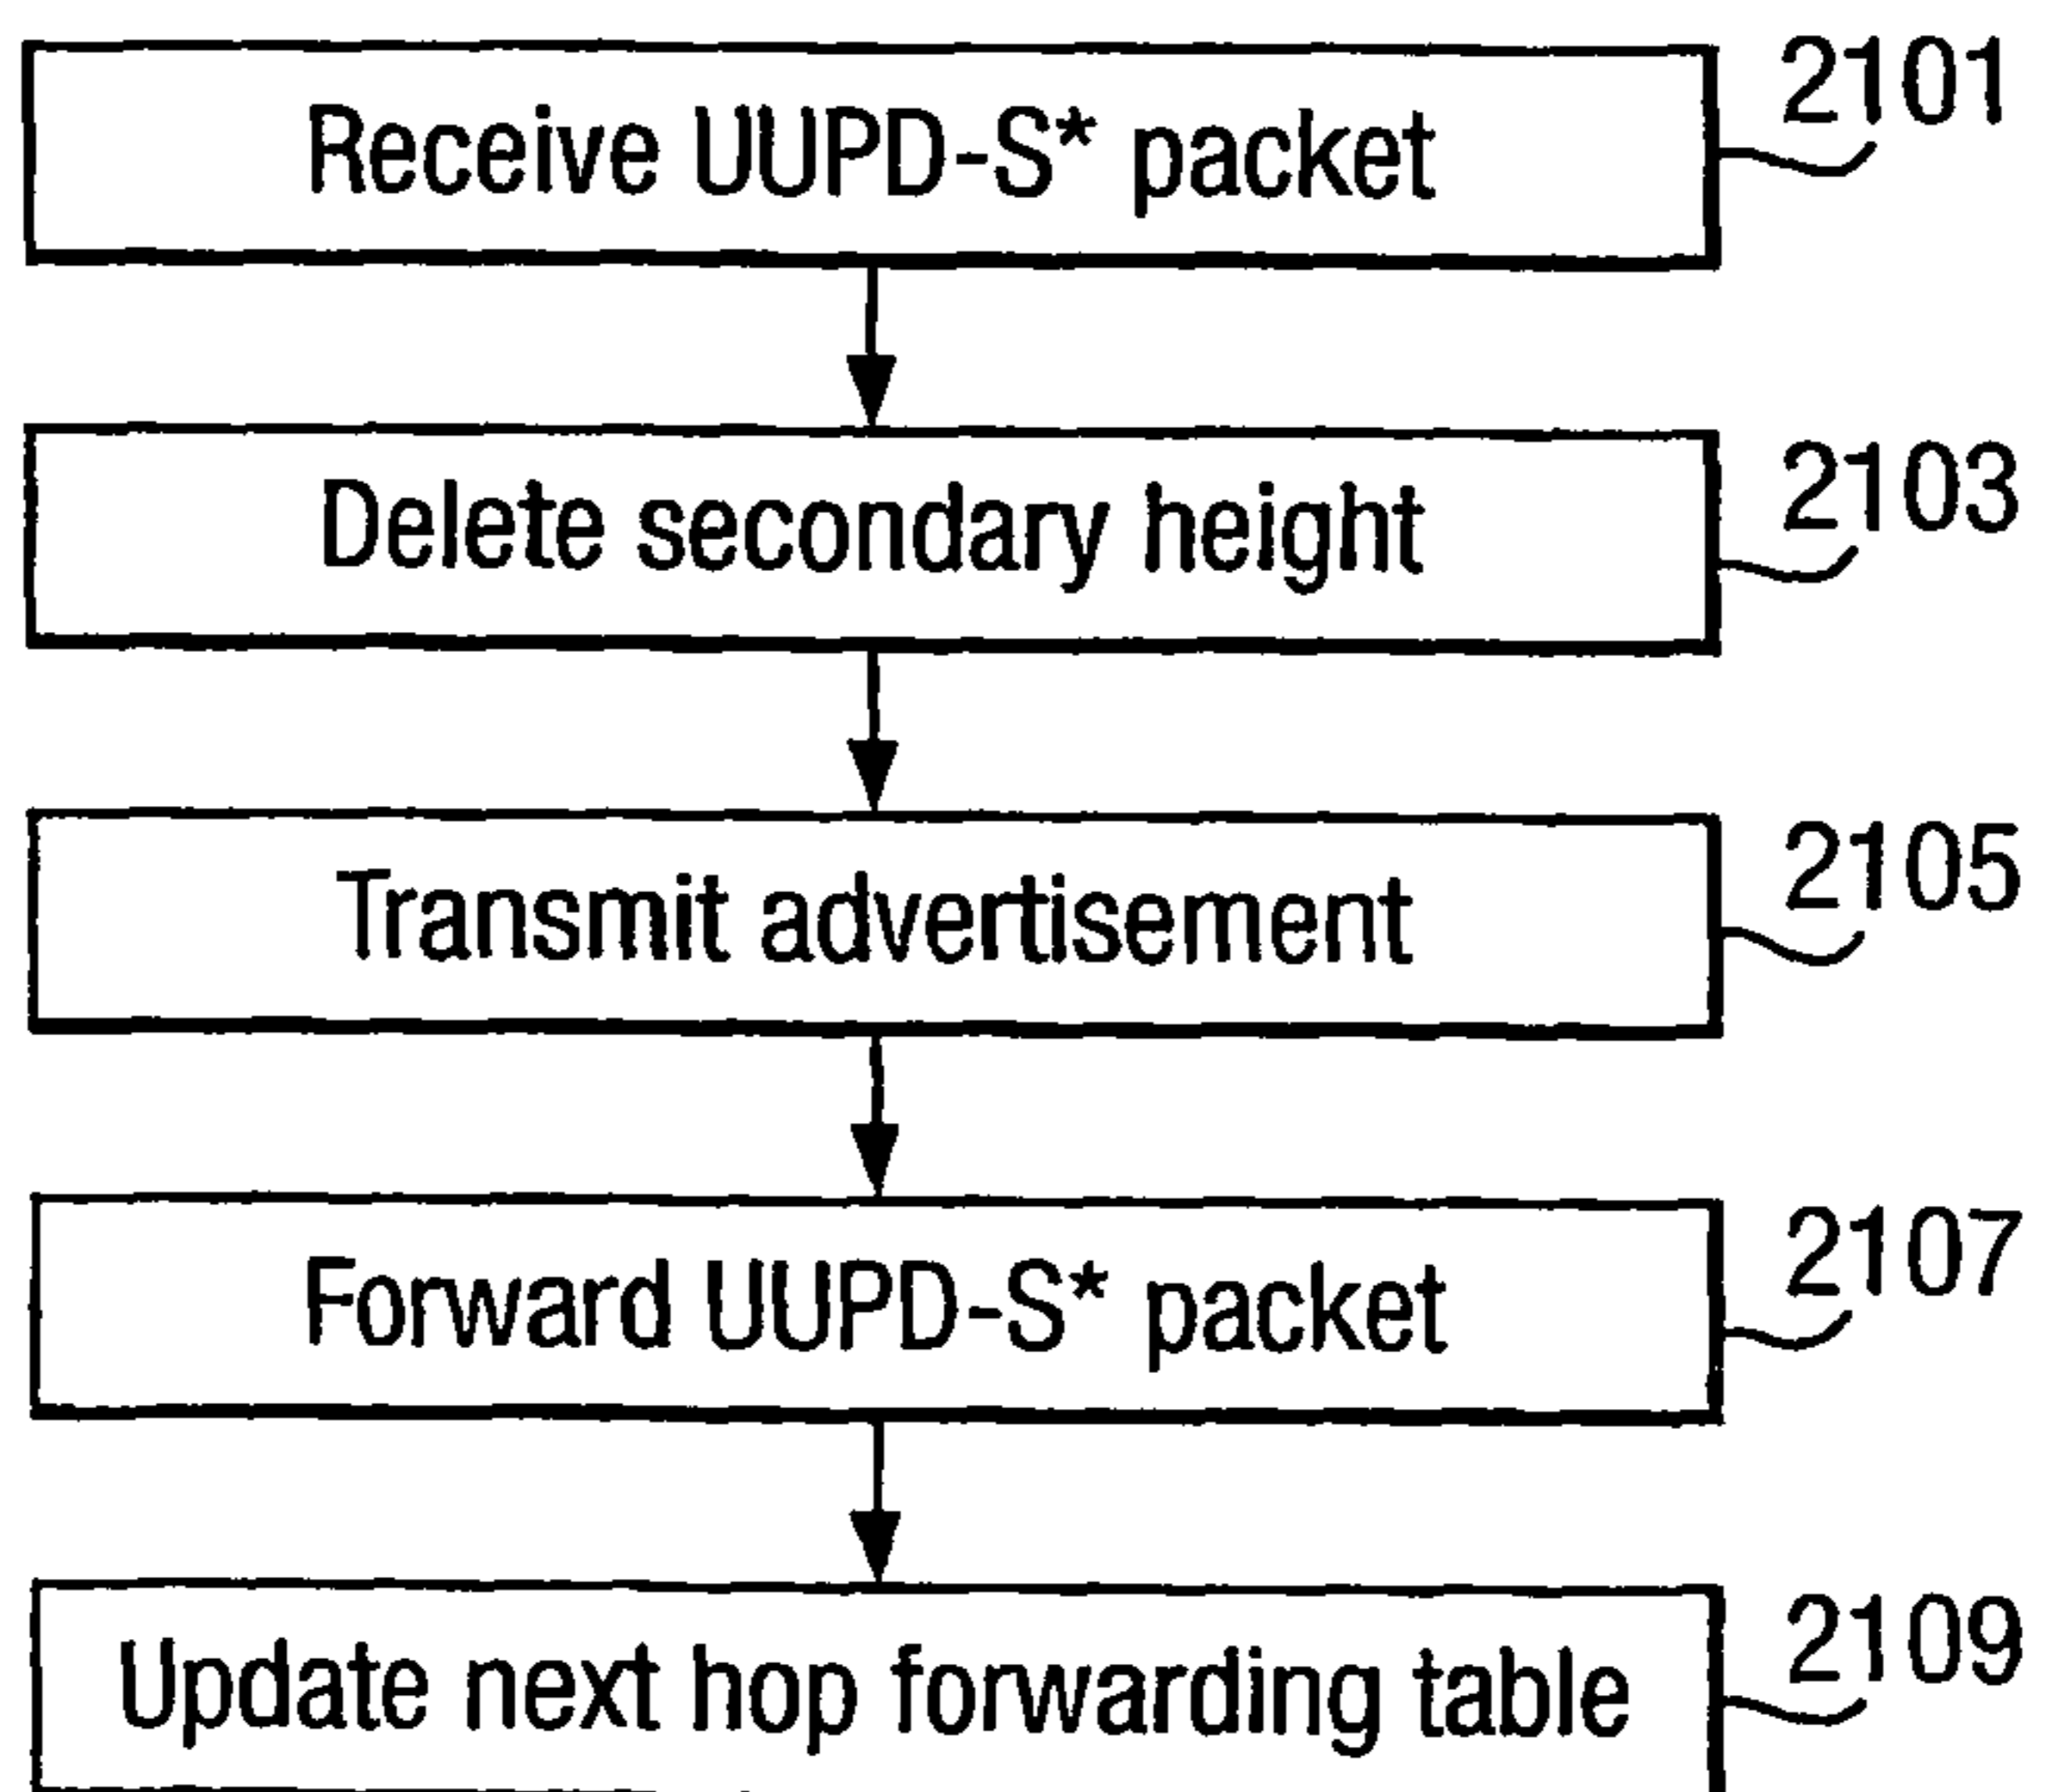 Receive UUPD-S* packet 2101
Delete secondary height 2103
Transmit advertisement 2105
Forward UUPD-S* packet 2107
Update next hop forwarding table 2109